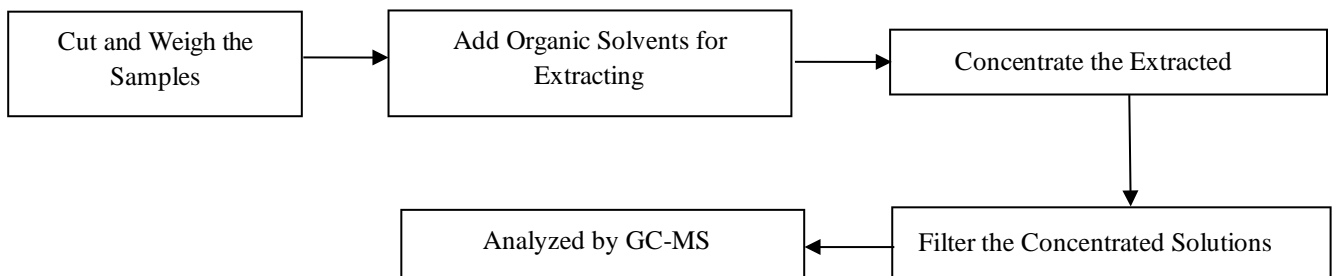 Cut and Weigh the
Samples
Add Organic Solvents for
Extracting
Concentrate the Extracted
Filter the Concentrated Solutions
Analyzed by GC-MS